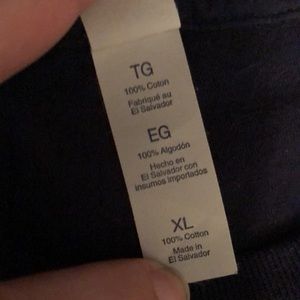 TG
100% Coton
Fabriqué au
El Salvador
EG
100% Algodón
Hecho en
El Salvador con
insumos importados
XL
100% Cotton
Made in
El Salvador